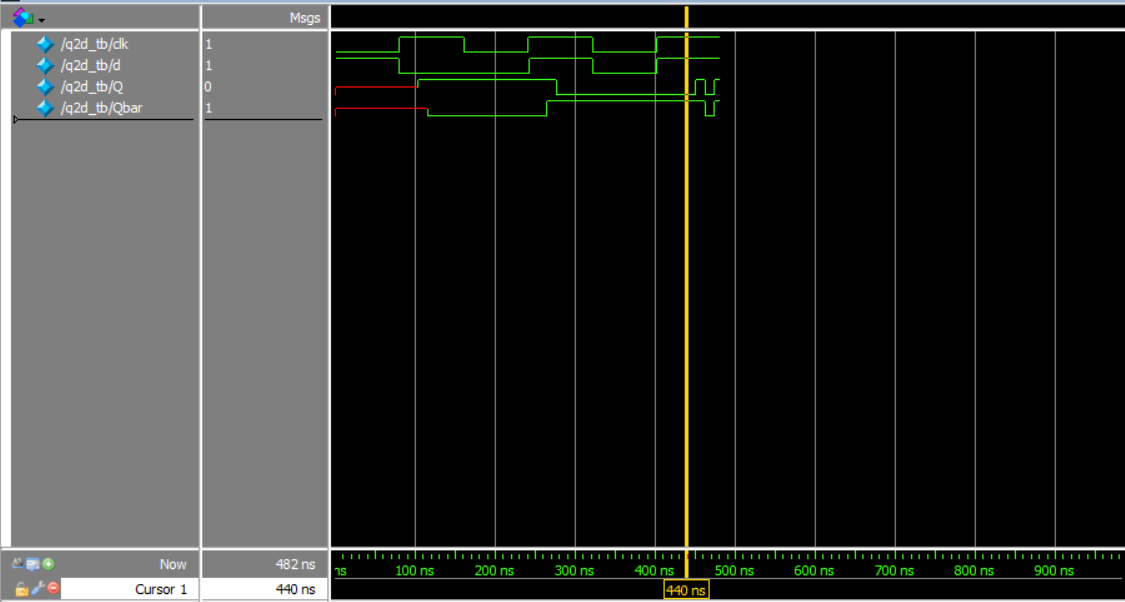 Msgs
/q2d_tb/clk 1
/q2d_tb/d 1
/q2d_tb/Q 0
/q2d_tb/Qbar 1
ns 100 ns 200 ns 300 ns 400 ns 500 ns 600 ns 700 ns 800 ns 900 ns
Now 482 ns
Cursor 1 440 ns
440 ns